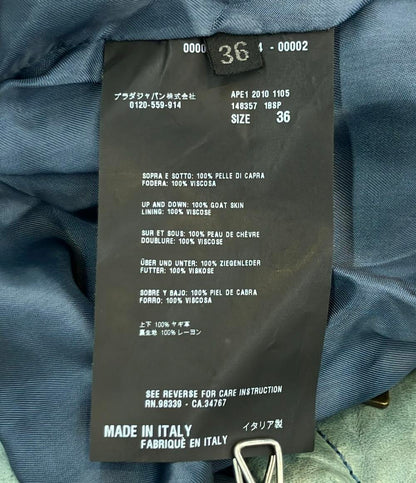 36
- 00002
プラダジャパン株式会社
0120-559-914
APE1 2010 1105
148357 1BSP
SIZE 36
SOPRA E SOTTO: 100% PELLE DI CAPRA
FODERA: 100% VISCOSA
UP AND DOWN: 100% GOAT SKIN
LINING: 100% VISCOSE
SUR ET SOUS: 100% PEAU DE CHÈVRE
DOUBLURE: 100% VISCOSE
ÜBER UND UNTER: 100% ZIEGENLEDER
FUTTER: 100% VISKOSE
SOBRE Y BAJO: 100% PIEL DE CABRA
FORRO: 100% VISCOSA
上下 100% ヤギ革
裏生地 100% レーヨン
SEE REVERSE FOR CARE INSTRUCTION
RN.98339 - CA.34767
MADE IN ITALY イタリア製
FABRIQUÉ EN ITALY